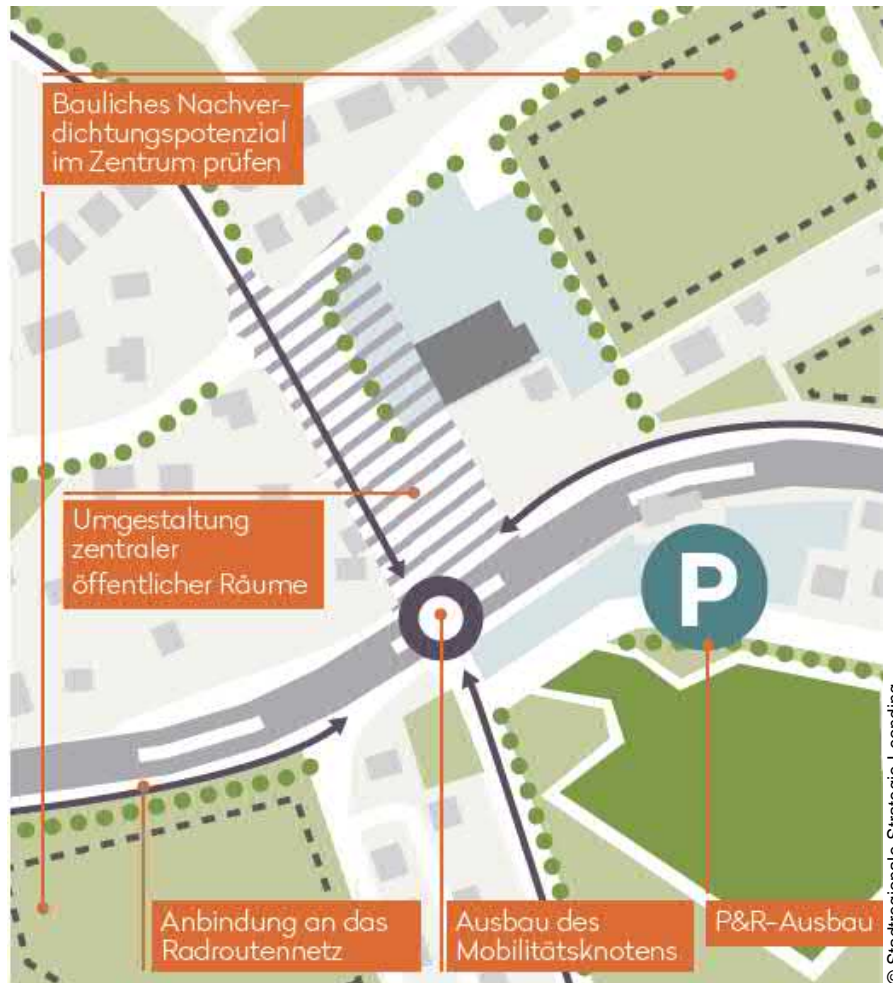 Bauliches Nachver-
dichtungspotenzial
im Zentrum prüfen
Umgestaltung
zentraler
öffentlicher Räume
P
Anbindung an das
Radroutennetz
Ausbau des
Mobilitätsknotens
P&R-Ausbau
© Stadtregionale Strategie Leonding